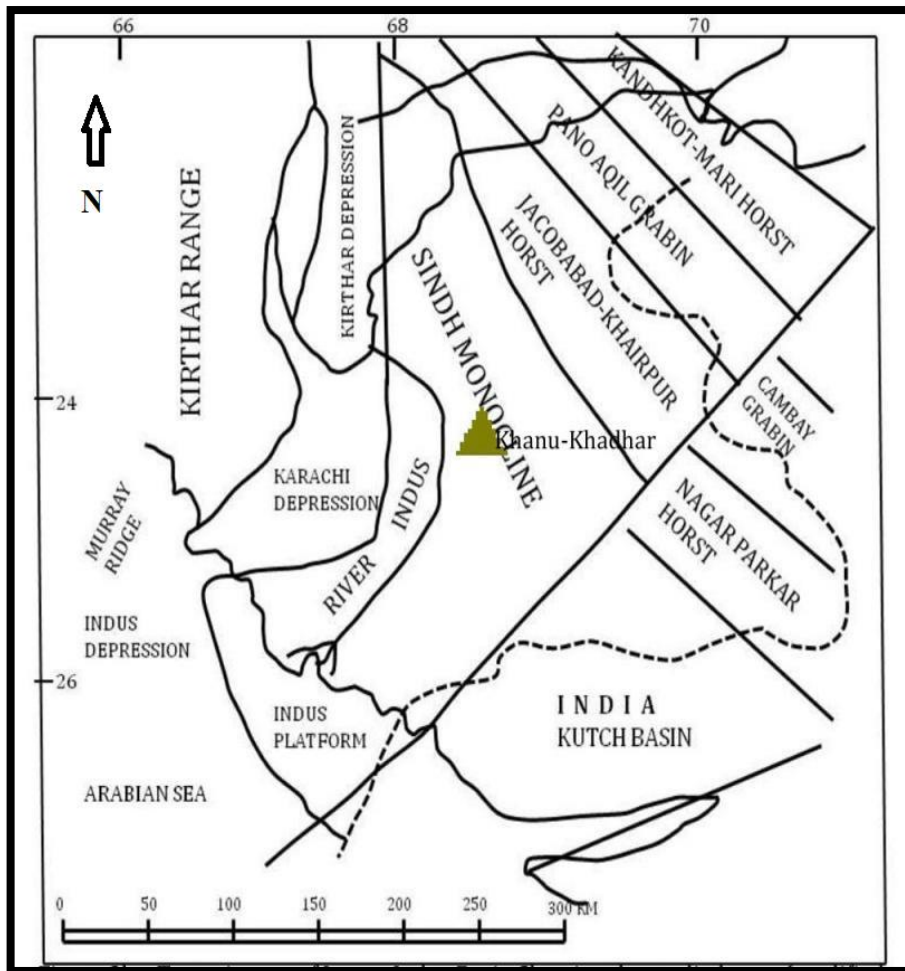 66 68 70
N
KIRTHAR RANGE
KIRTHAR DEPRESSION
KANDHKOT-MARI HORST
PANO AQIL GRABIN
JACOBABAD-KHAIRPUR
HORST
SINDH MONOCLINE
24
Khanu-Khadhar
CAMBAY
GRABIN
KARACHI
DEPRESSION
RIVER INDUS
NAGAR PARKAR
HORST
MURRAY
RIDGE
INDUS
DEPRESSION
26
INDUS
PLATFORM
INDIA
KUTCH BASIN
ARABIAN SEA
0 50 100 150 200 250 300 KM